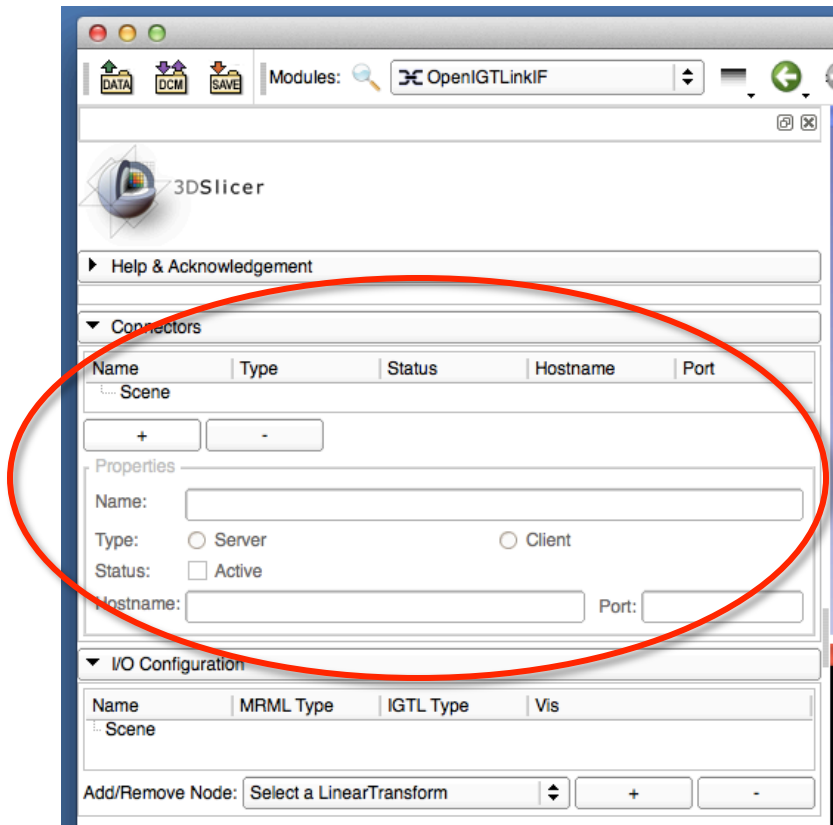 DATA DCM SAVE Modules: OpenIGTLinkIF
3DSlicer
Help & Acknowledgement
Connectors
Name Type Status Hostname Port
Scene
+ -
Properties
Name:
Type: Server Client
Status: Active
Hostname: Port:
I/O Configuration
Name MRML Type IGTL Type Vis
Scene
Add/Remove Node: Select a LinearTransform + -